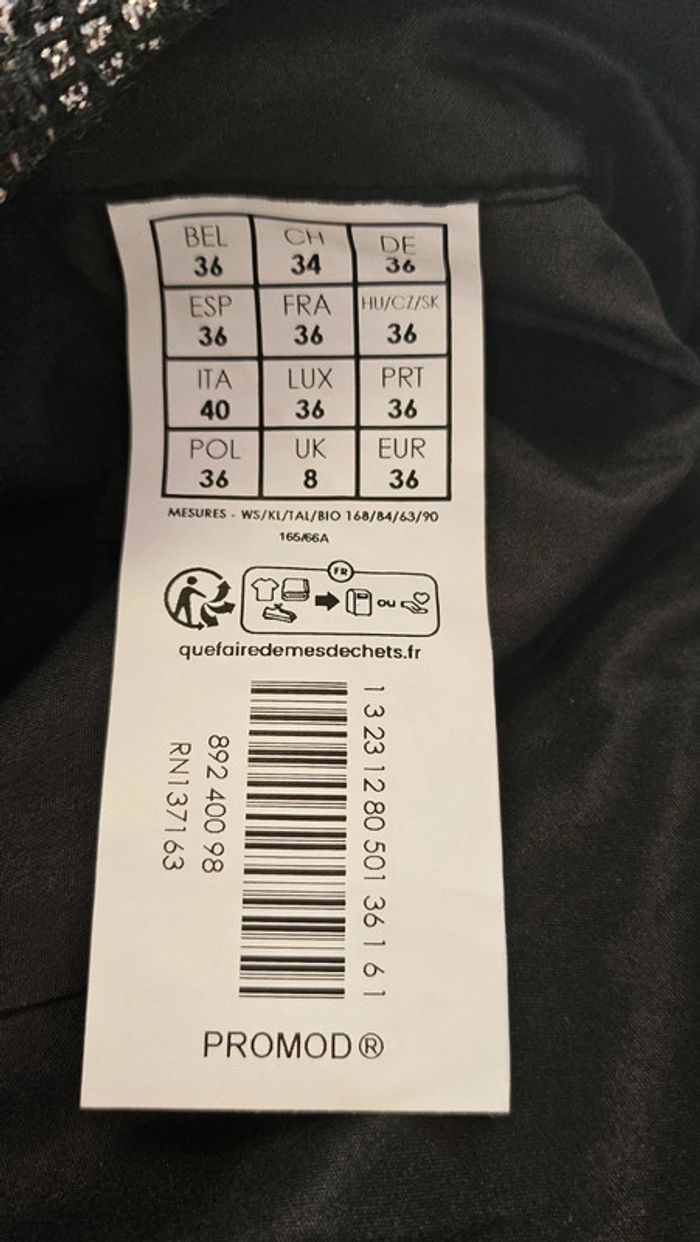 BEL CH DE
36 34 36
ESP FRA HU/CZ/SK
36 36 36
ITA LUX PRT
40 36 36
POL UK EUR
36 8 36
MESURES - WS/KL/TAL/BIO 168/84/63/90
165/66A
FR
ou
quefairedemesdechets.fr
1 3 23 12 80 501 36 1 6 1
892 400 98
RN137163
PROMOD®